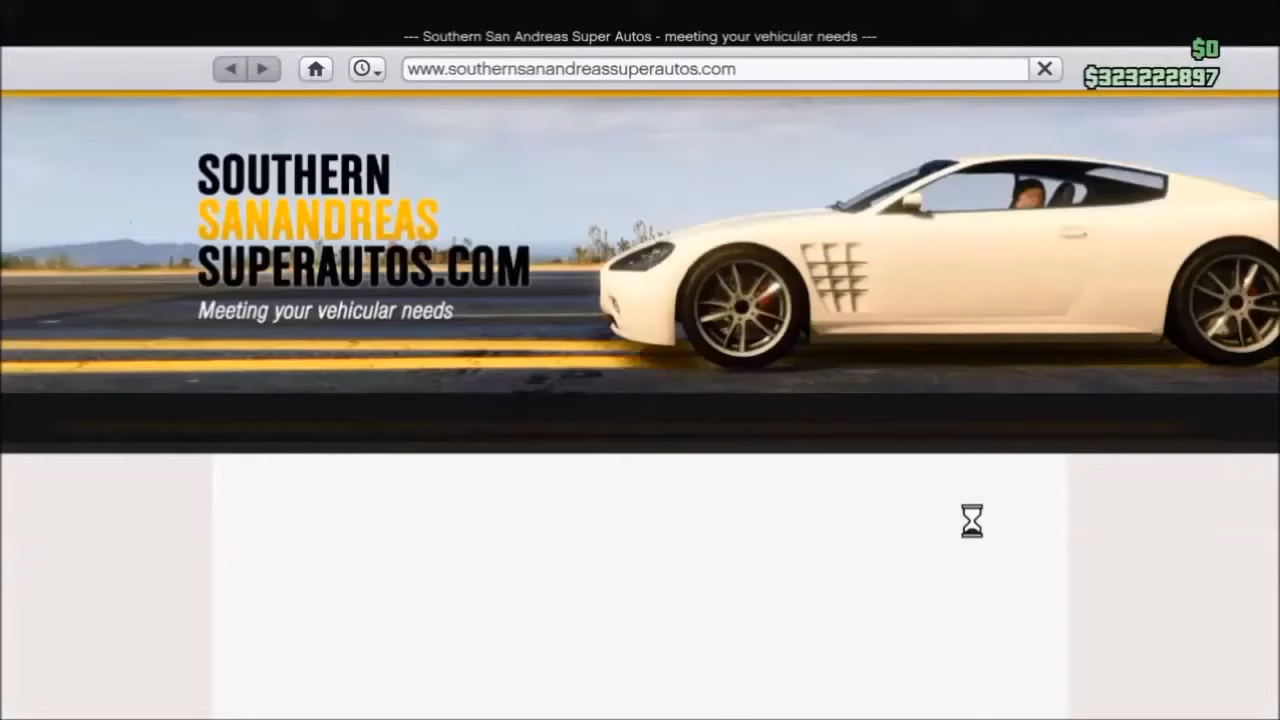 --- Southern San Andreas Super Autos - meeting your vehicular needs ---
$0
www.southernsanandreassuperautos.com
$323222897
SOUTHERN
SANANDREAS
SUPERAUTOS.COM
Meeting your vehicular needs